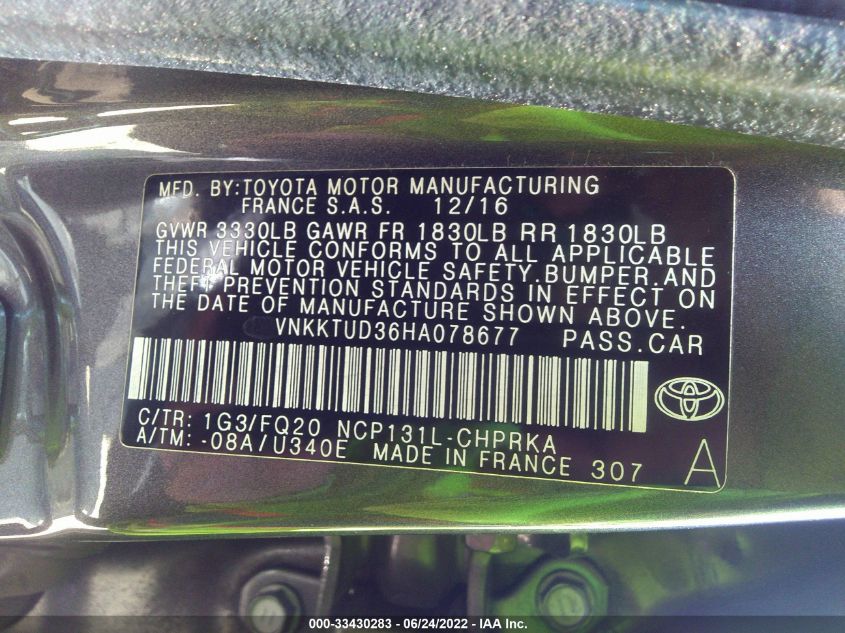 MFD. BY:TOYOTA MOTOR MANUFACTURING
FRANCE S.A.S. 12/16
GVWR 3330LB GAWR FR 1830LB RR 1830LB
THIS VEHICLE CONFORMS TO ALL APPLICABLE
FEDERAL MOTOR VEHICLE SAFETY,BUMPER,AND
THEFT PREVENTION STANDARDS IN EFFECT ON
THE DATE OF MANUFACTURE SHOWN ABOVE.
VNKKTUD36HA078677 PASS.CAR
C/TR: 1G3/FQ20 NCP131L-CHPRKA
A/TM: -08A/U340E MADE IN FRANCE 307 A
000-33430283 - 06/24/2022 - IAA Inc.